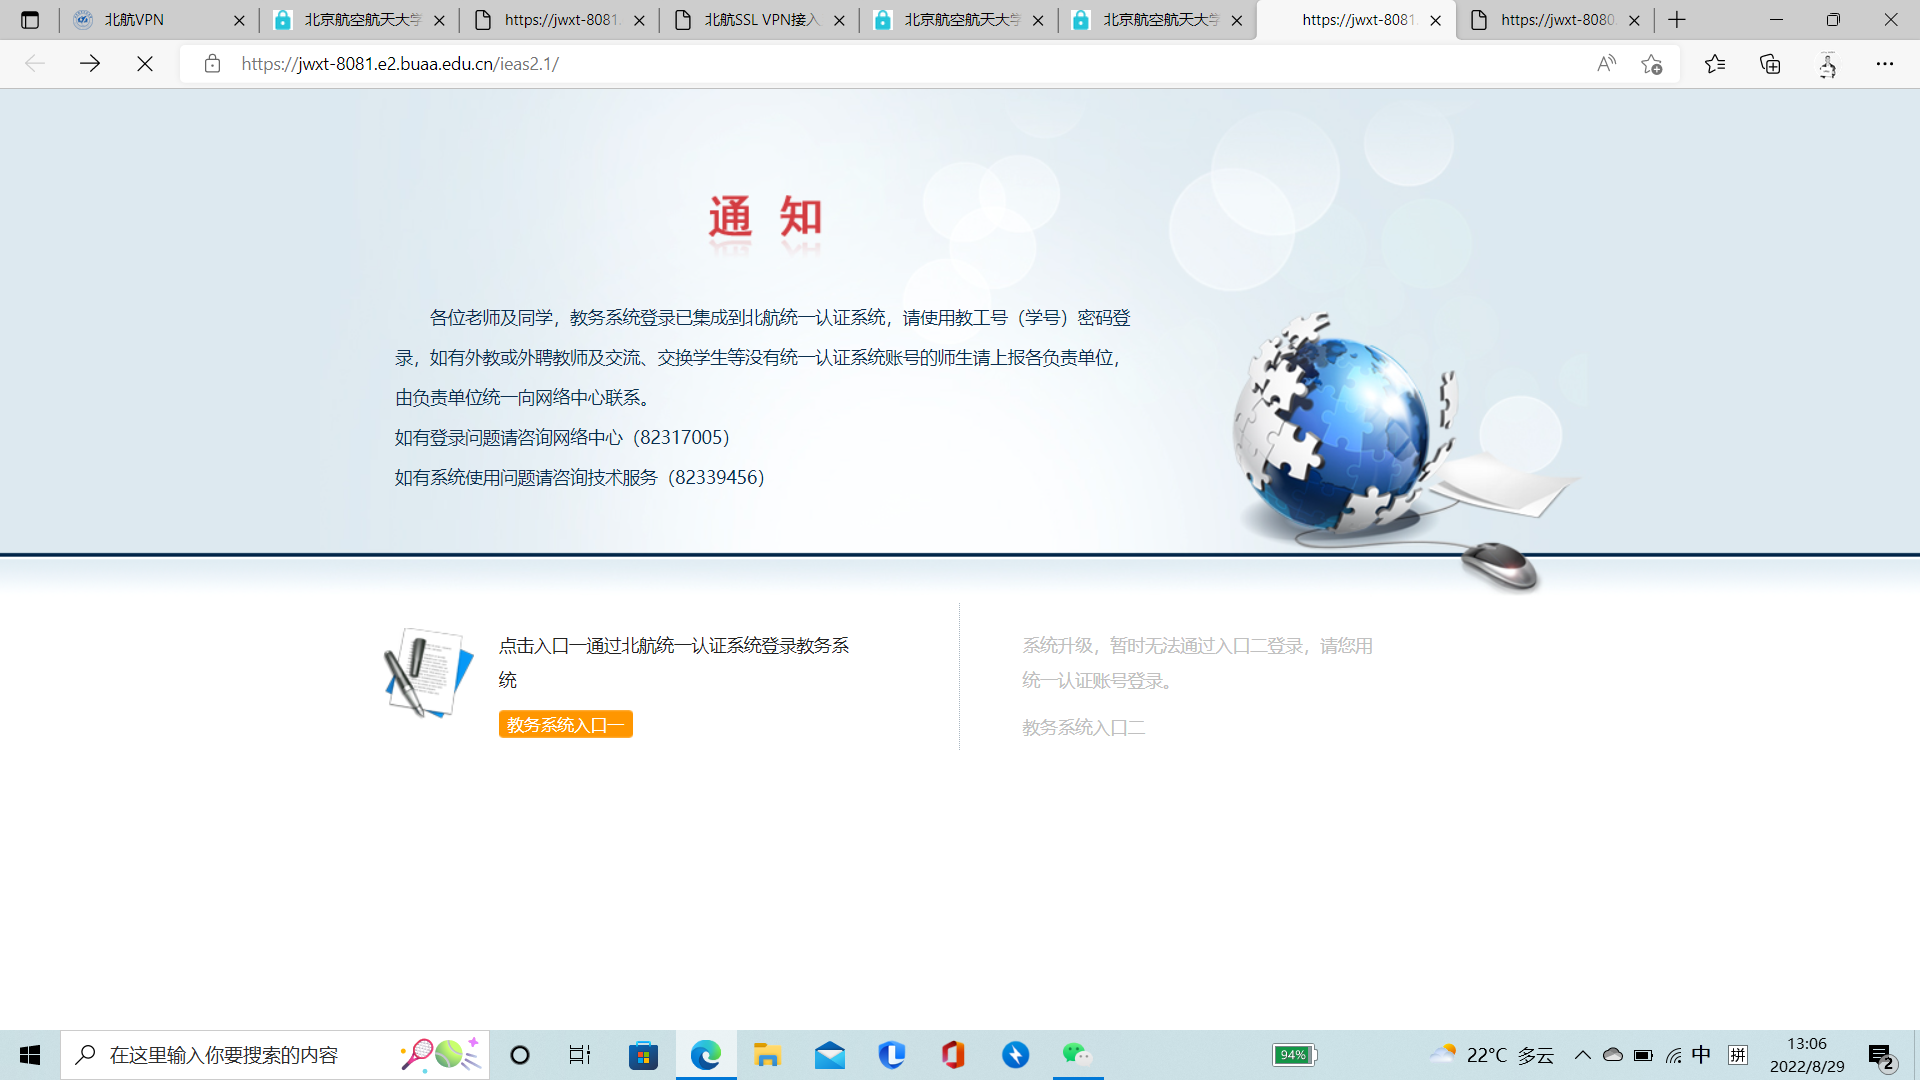 北航VPN
北京航空航天大学
https://jwxt-8081.
北航SSL VPN接入
北京航空航天大学
北京航空航天大学
https://jwxt-8081.
https://jwxt-8080.
https://jwxt-8081.e2.buaa.edu.cn/ieas2.1/
通 知
各位老师及同学，教务系统登录已集成到北航统一认证系统，请使用教工号（学号）密码登
录，如有外教或外聘教师及交流、交换学生等没有统一认证系统账号的师生请上报各负责单位，
由负责单位统一向网络中心联系。
如有登录问题请咨询网络中心（82317005）
如有系统使用问题请咨询技术服务（82339456）
点击入口一通过北航统一认证系统登录教务系
统
教务系统入口一
系统升级，暂时无法通过入口二登录，请您用
统一认证账号登录。
教务系统入口二
在这里输入你要搜索的内容
94%
22°C 多云
中
拼
13:06
2022/8/29
2